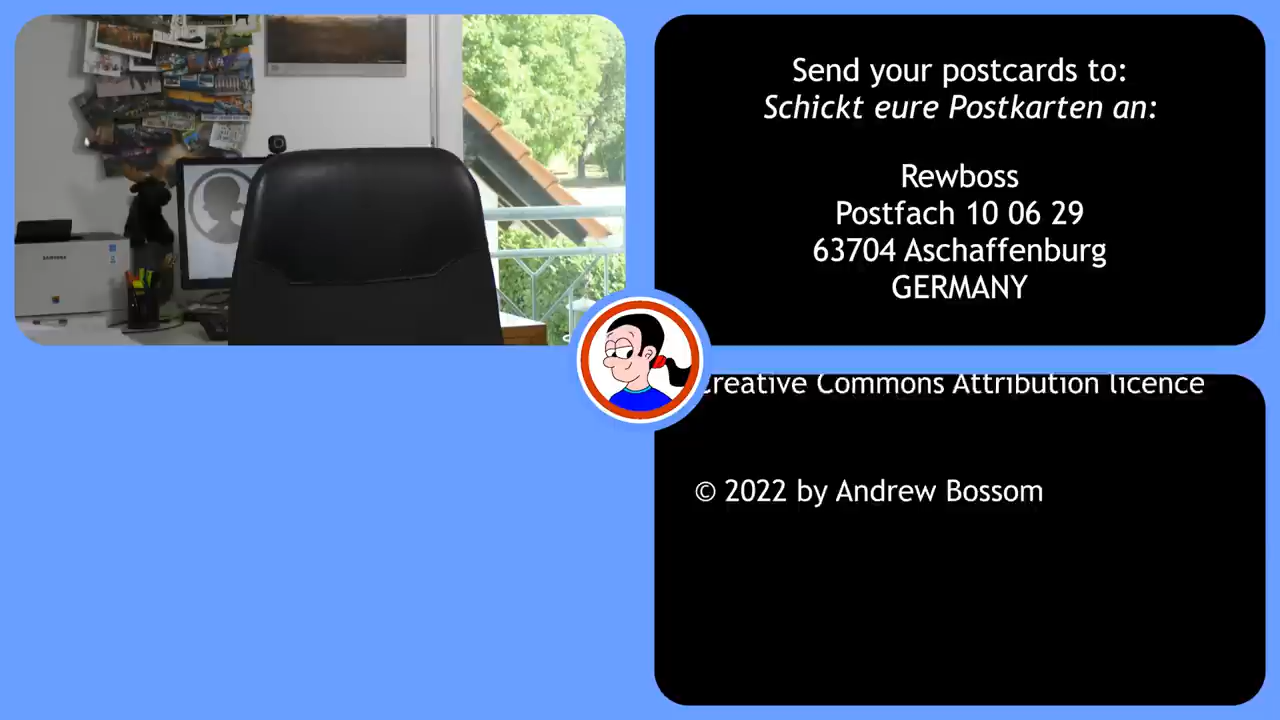 SAMSUNG
Send your postcards to:
Schickt eure Postkarten an:
Rewboss
Postfach 10 06 29
63704 Aschaffenburg
GERMANY
Creative Commons Attribution licence
© 2022 by Andrew Bossom